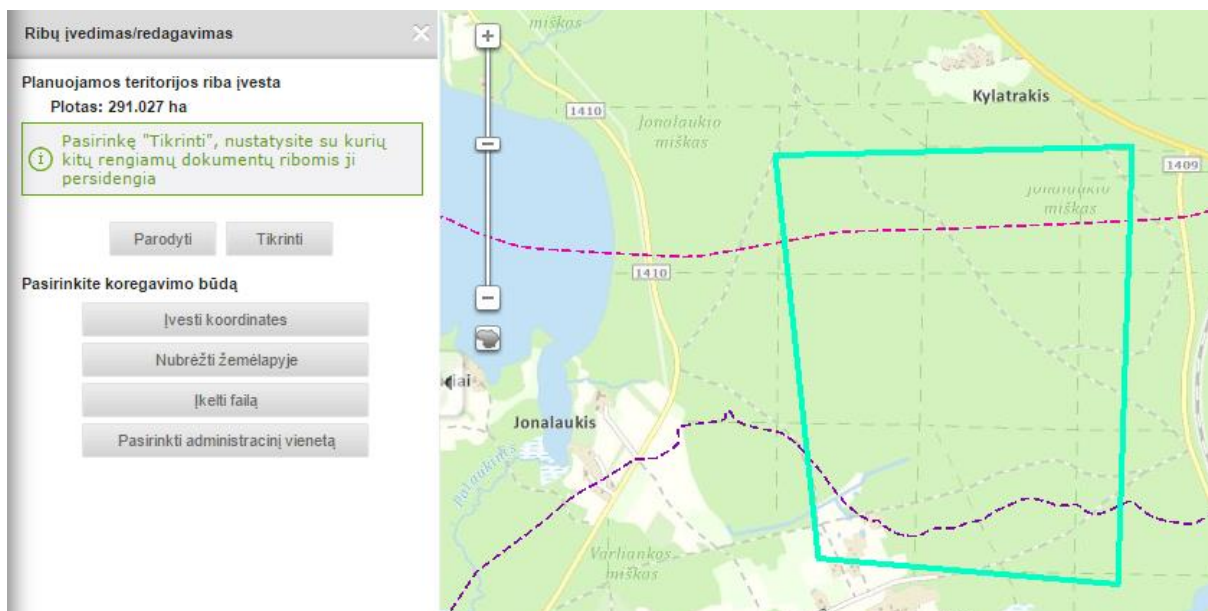 Ribų įvedimas/redagavimas
Planuojamos teritorijos riba įvesta
Plotas: 291.027 ha
Pasirinkę "Tikrinti", nustatysite su kurių
kitų rengiamų dokumentų ribomis ji
persidengia
Parodyti
Tikrinti
Pasirinkite koregavimo būdą
Įvesti koordinates
Nubrėžti žemėlapyje
Įkelti failą
Pasirinkti administracinį vienetą
miškas
Kylatrakis
1410
Jonalaukio
miškas
1409
Jonalaukio
miškas
1410
Jonalaukis
Varliankos
miškas